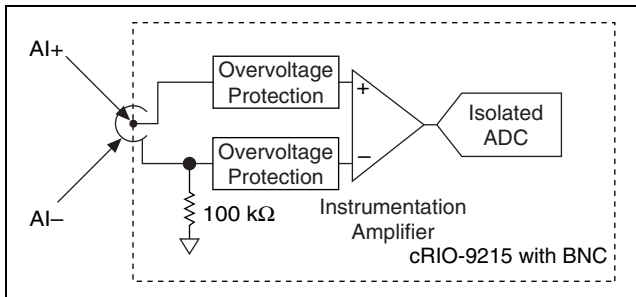 AI+
Overvoltage
Protection
+
Isolated
ADC
Overvoltage
Protection
–
AI–
100 kΩ
Instrumentation
Amplifier
cRIO-9215 with BNC